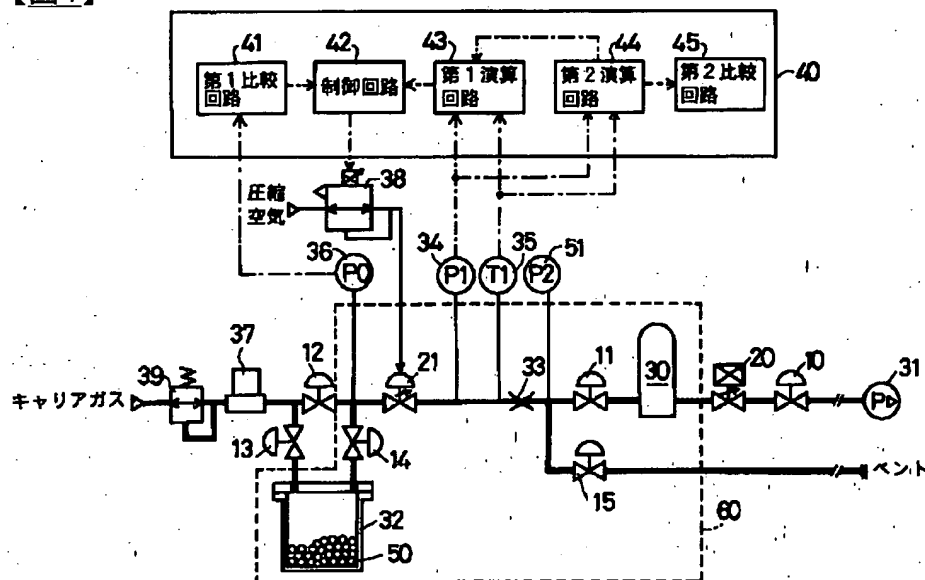 【図1】
41
42
43
44
45
40
第1比較
回路
制御回路
第1演算
回路
第2演算
回路
第2比較
回路
38
圧縮
空気
36
34
35
51
P0
P1
T1
P2
37
12
21
33
11
30
20
10
31
39
キャリアガス
P
13
14
15
ベント
32
50
60